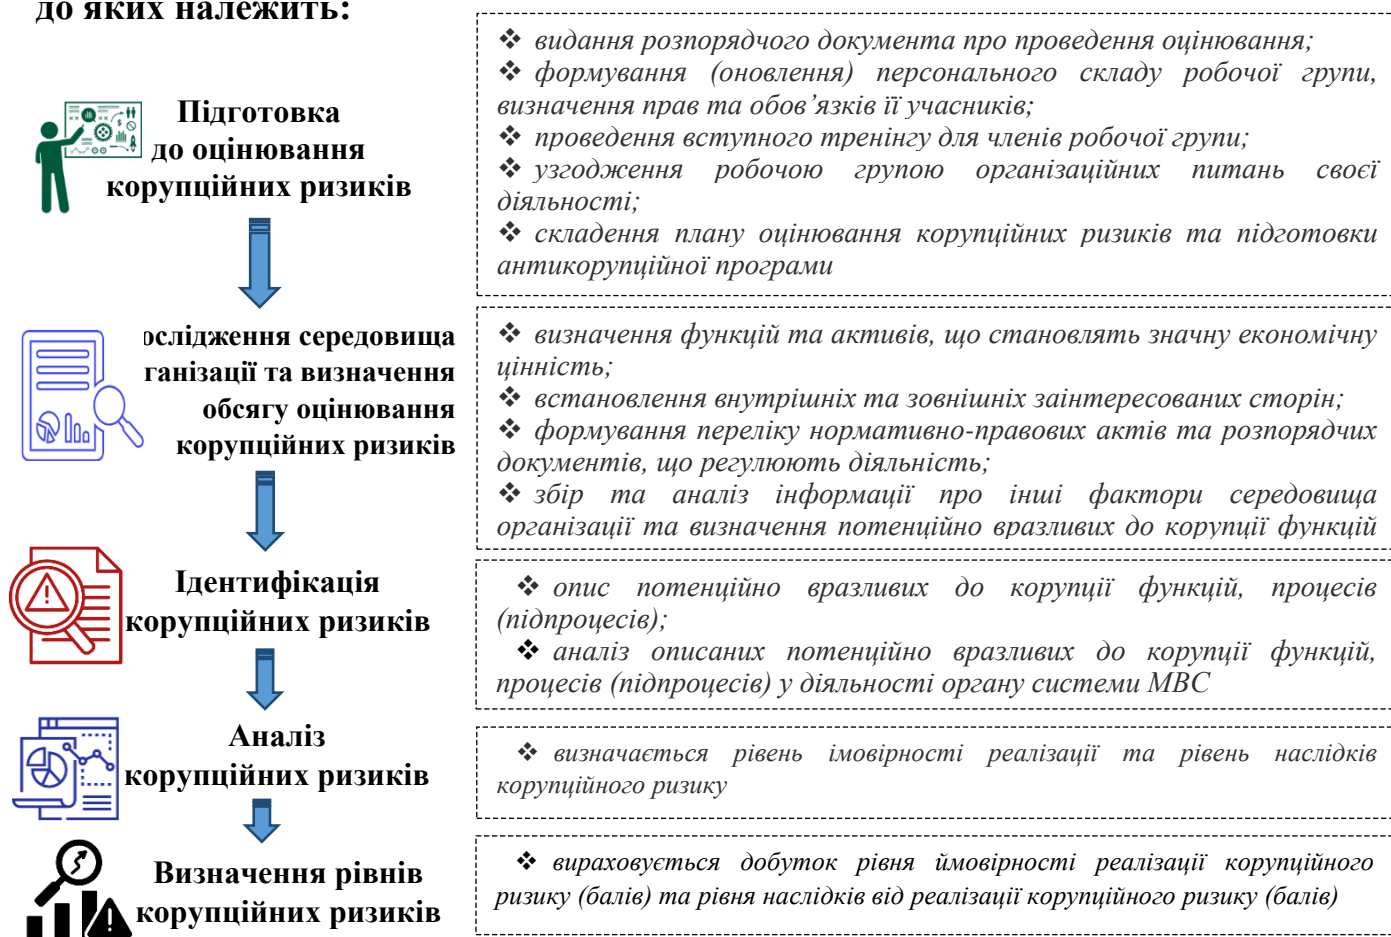 до яких належить:
Підготовка
до оцінювання
корупційних ризиків
❖ видання розпорядчого документа про проведення оцінювання;
❖ формування (оновлення) персонального складу робочої групи,
визначення прав та обов’язків її учасників;
❖ проведення вступного тренінгу для членів робочої групи;
❖ узгодження робочою групою організаційних питань своєї
діяльності;
❖ складення плану оцінювання корупційних ризиків та підготовки
антикорупційної програми
ослідження середовища
ганізації та визначення
обсягу оцінювання
корупційних ризиків
❖ визначення функцій та активів, що становлять значну економічну
цінність;
❖ встановлення внутрішніх та зовнішніх заінтересованих сторін;
❖ формування переліку нормативно-правових актів та розпорядчих
документів, що регулюють діяльність;
❖ збір та аналіз інформації про інші фактори середовища
організації та визначення потенційно вразливих до корупції функцій
Ідентифікація
корупційних ризиків
❖ опис потенційно вразливих до корупції функцій, процесів
(підпроцесів);
❖ аналіз описаних потенційно вразливих до корупції функцій,
процесів (підпроцесів) у діяльності органу системи МВС
Аналіз
корупційних ризиків
❖ визначається рівень імовірності реалізації та рівень наслідків
корупційного ризику
Визначення рівнів
корупційних ризиків
❖ вираховується добуток рівня ймовірності реалізації корупційного
ризику (балів) та рівня наслідків від реалізації корупційного ризику (балів)